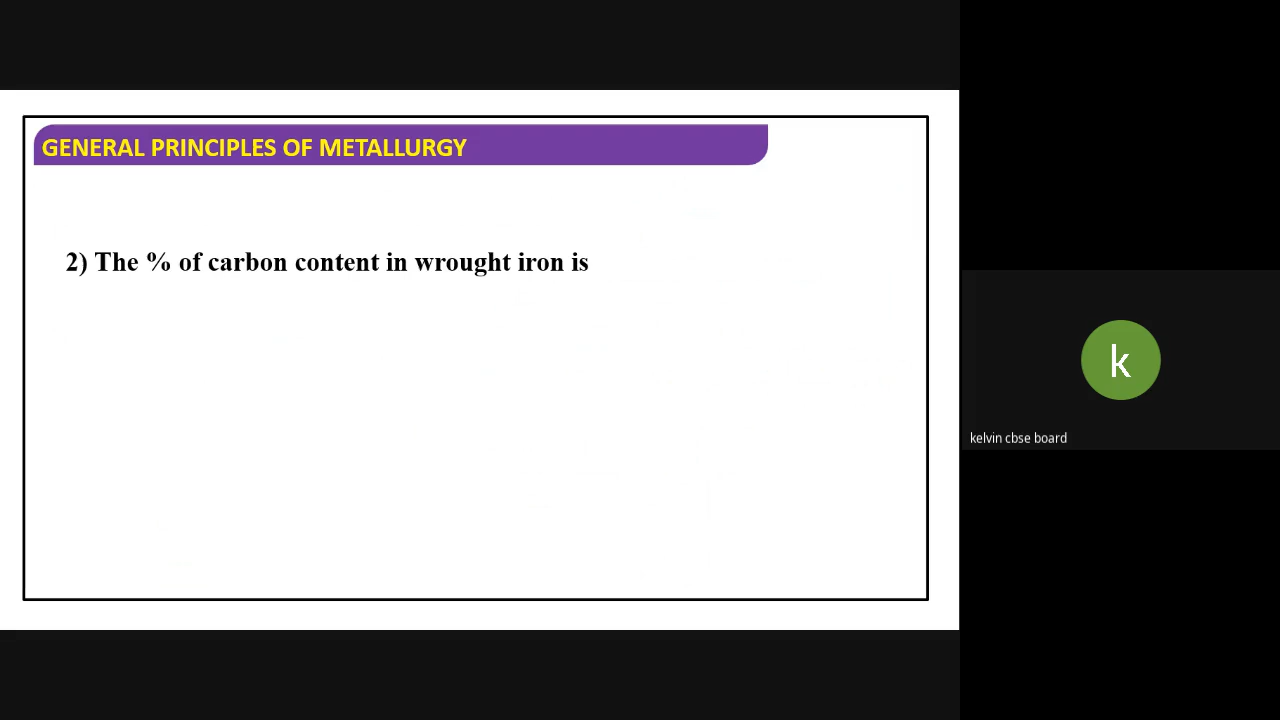 GENERAL PRINCIPLES OF METALLURGY
2) The % of carbon content in wrought iron is
k
kelvin cbse board